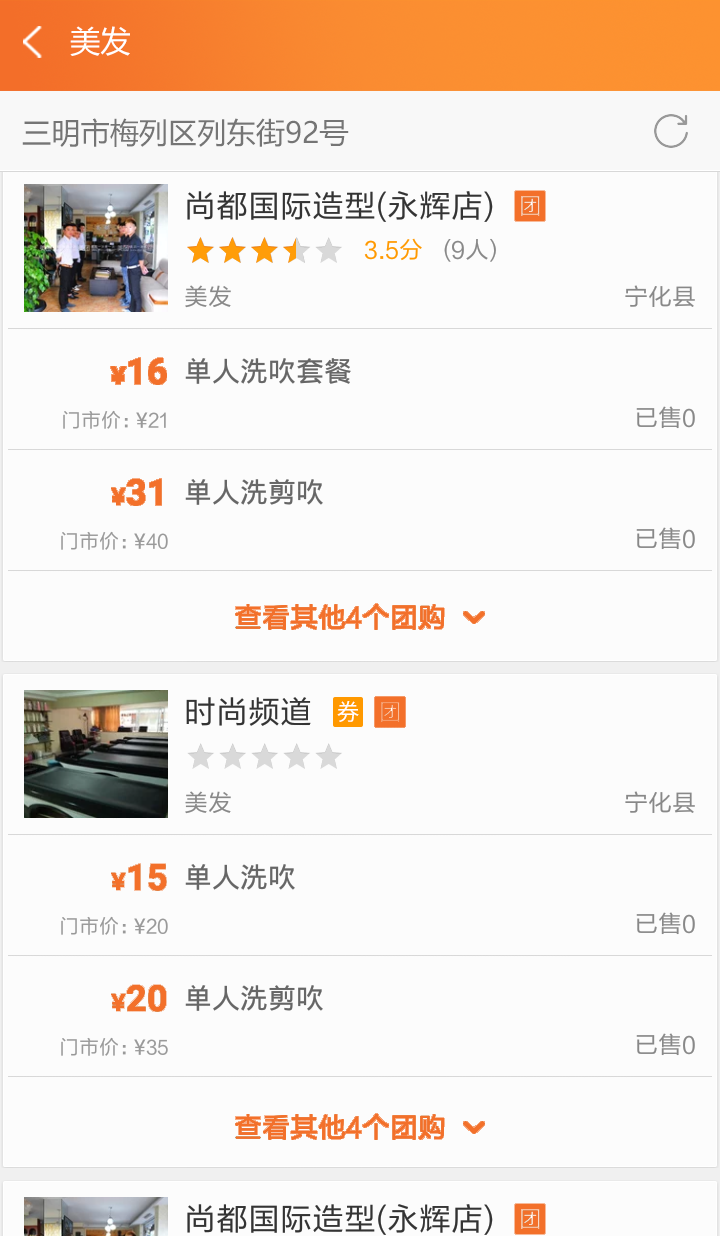 美发
三明市梅列区列东街92号
尚都国际造型(永辉店) 团
3.5分 (9人)
美发 宁化县
¥16 单人洗吹套餐
门市价: ¥21 已售0
¥31 单人洗剪吹
门市价: ¥40 已售0
查看其他4个团购
时尚频道 券 团
美发 宁化县
¥15 单人洗吹
门市价: ¥20 已售0
¥20 单人洗剪吹
门市价: ¥35 已售0
查看其他4个团购
尚都国际造型(永辉店) 团